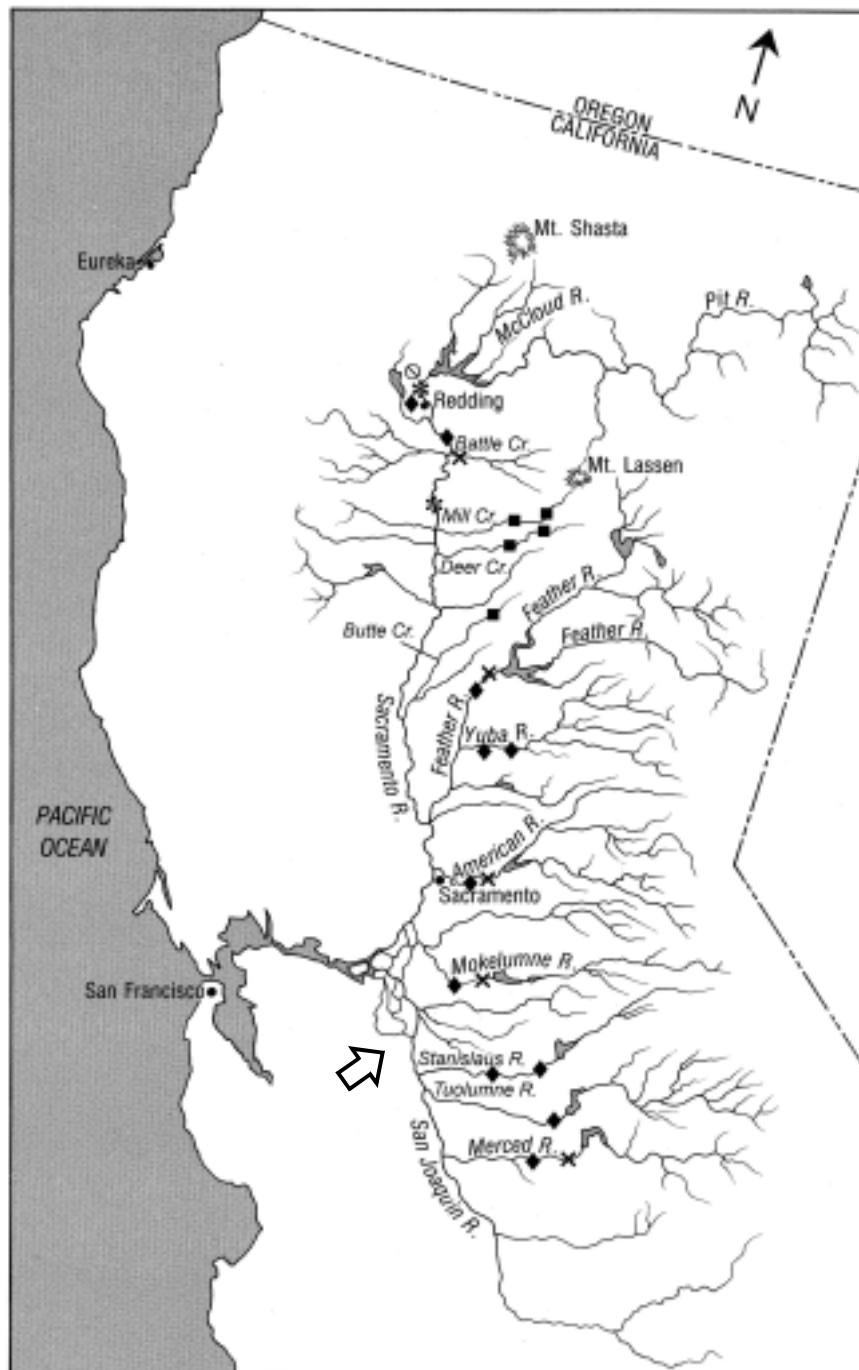 N
OREGON
CALIFORNIA
Mt. Shasta
Eureka
McCloud R.
Pit R.
Redding
Battle Cr.
Mt. Lassen
Mill Cr.
Deer Cr.
Feather R.
Butte Cr.
Feather R.
Sacramento R.
Feather R.
Yuba R.
PACIFIC
OCEAN
American R.
Sacramento
Mokelumne R.
San Francisco
Stanislaus R.
Tuolumne R.
Merced R.
San Joaquin R.